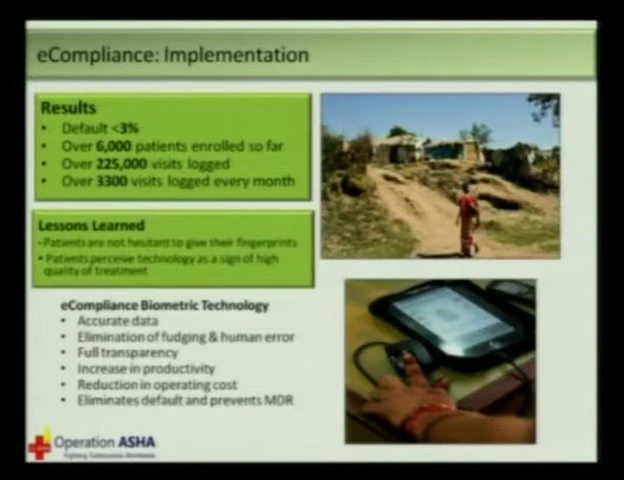 eCompliance: Implementation
Results
• Default <3%
• Over 6,000 patients enrolled so far
• Over 225,000 visits logged
• Over 3300 visits logged every month
Lessons Learned
• Patients are not hesitant to give their fingerprints
• Patients perceive technology as a sign of high
quality of treatment
eCompliance Biometric Technology
• Accurate data
• Elimination of fudging & human error
• Full transparency
• Increase in productivity
• Reduction in operating cost
• Eliminates default and prevents MDR
Operation ASHA
Fighting Tuberculosis Worldwide